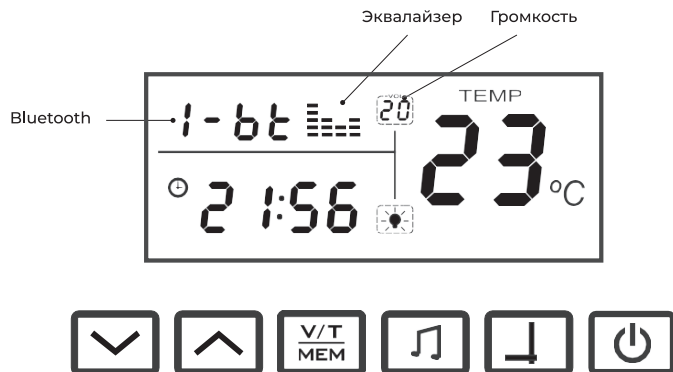 Эквалайзер Громкость
Bluetooth
1-bt
VOL
20
TEMP
23 °C
21:56
V/T
MEM